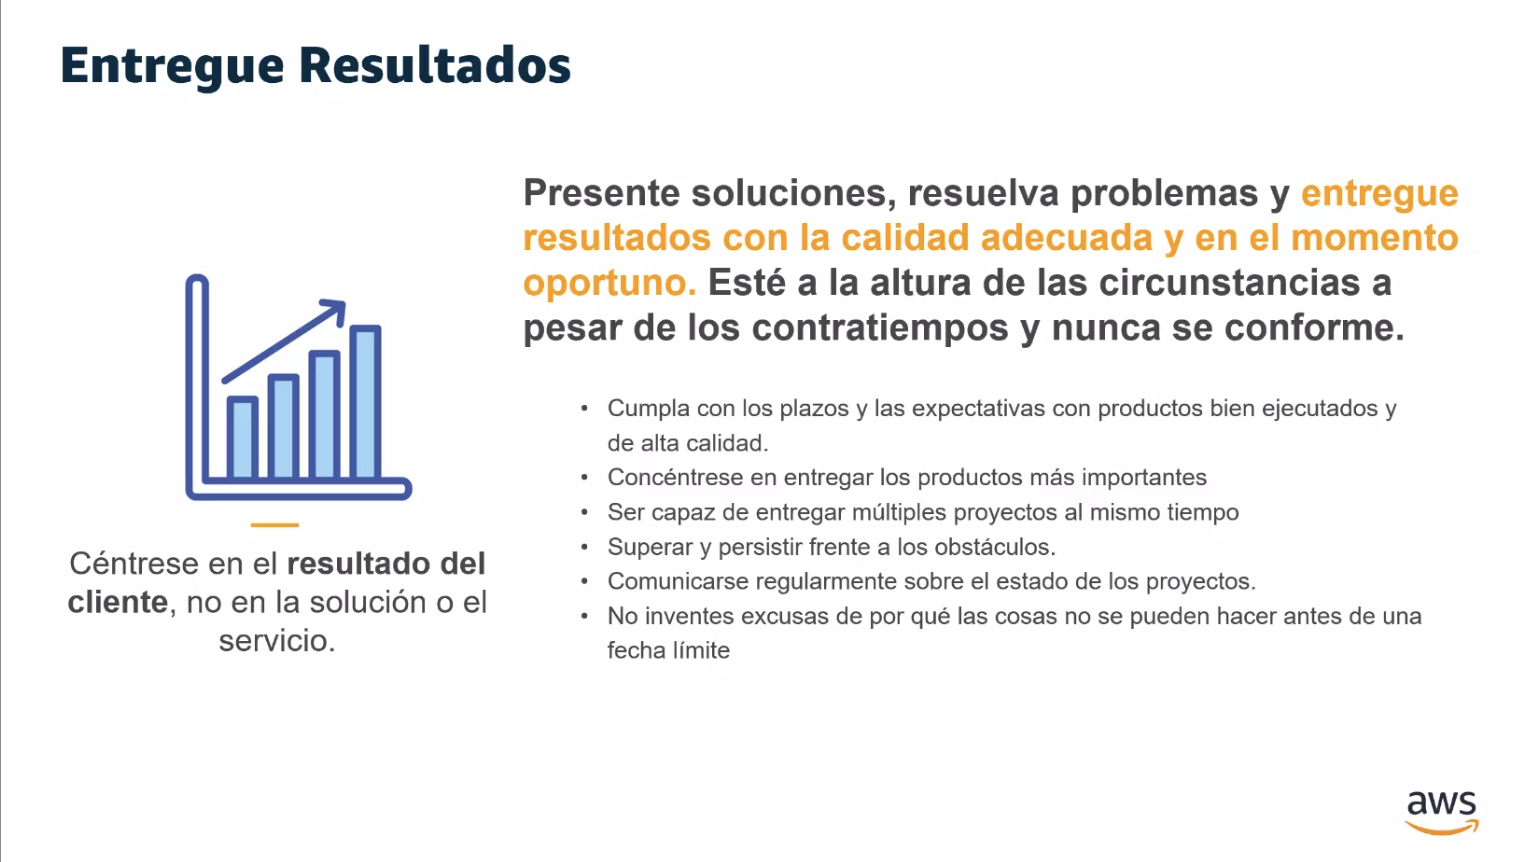 Entregue Resultados
Presente soluciones, resuelva problemas y entregue
resultados con la calidad adecuada y en el momento
oportuno. Esté a la altura de las circunstancias a
pesar de los contratiempos y nunca se conforme.
• Cumpla con los plazos y las expectativas con productos bien ejecutados y
de alta calidad.
• Concéntrese en entregar los productos más importantes
• Ser capaz de entregar múltiples proyectos al mismo tiempo
• Superar y persistir frente a los obstáculos.
• Comunicarse regularmente sobre el estado de los proyectos.
• No inventes excusas de por qué las cosas no se pueden hacer antes de una
fecha límite
Céntrese en el resultado del
cliente, no en la solución o el
servicio.
aws